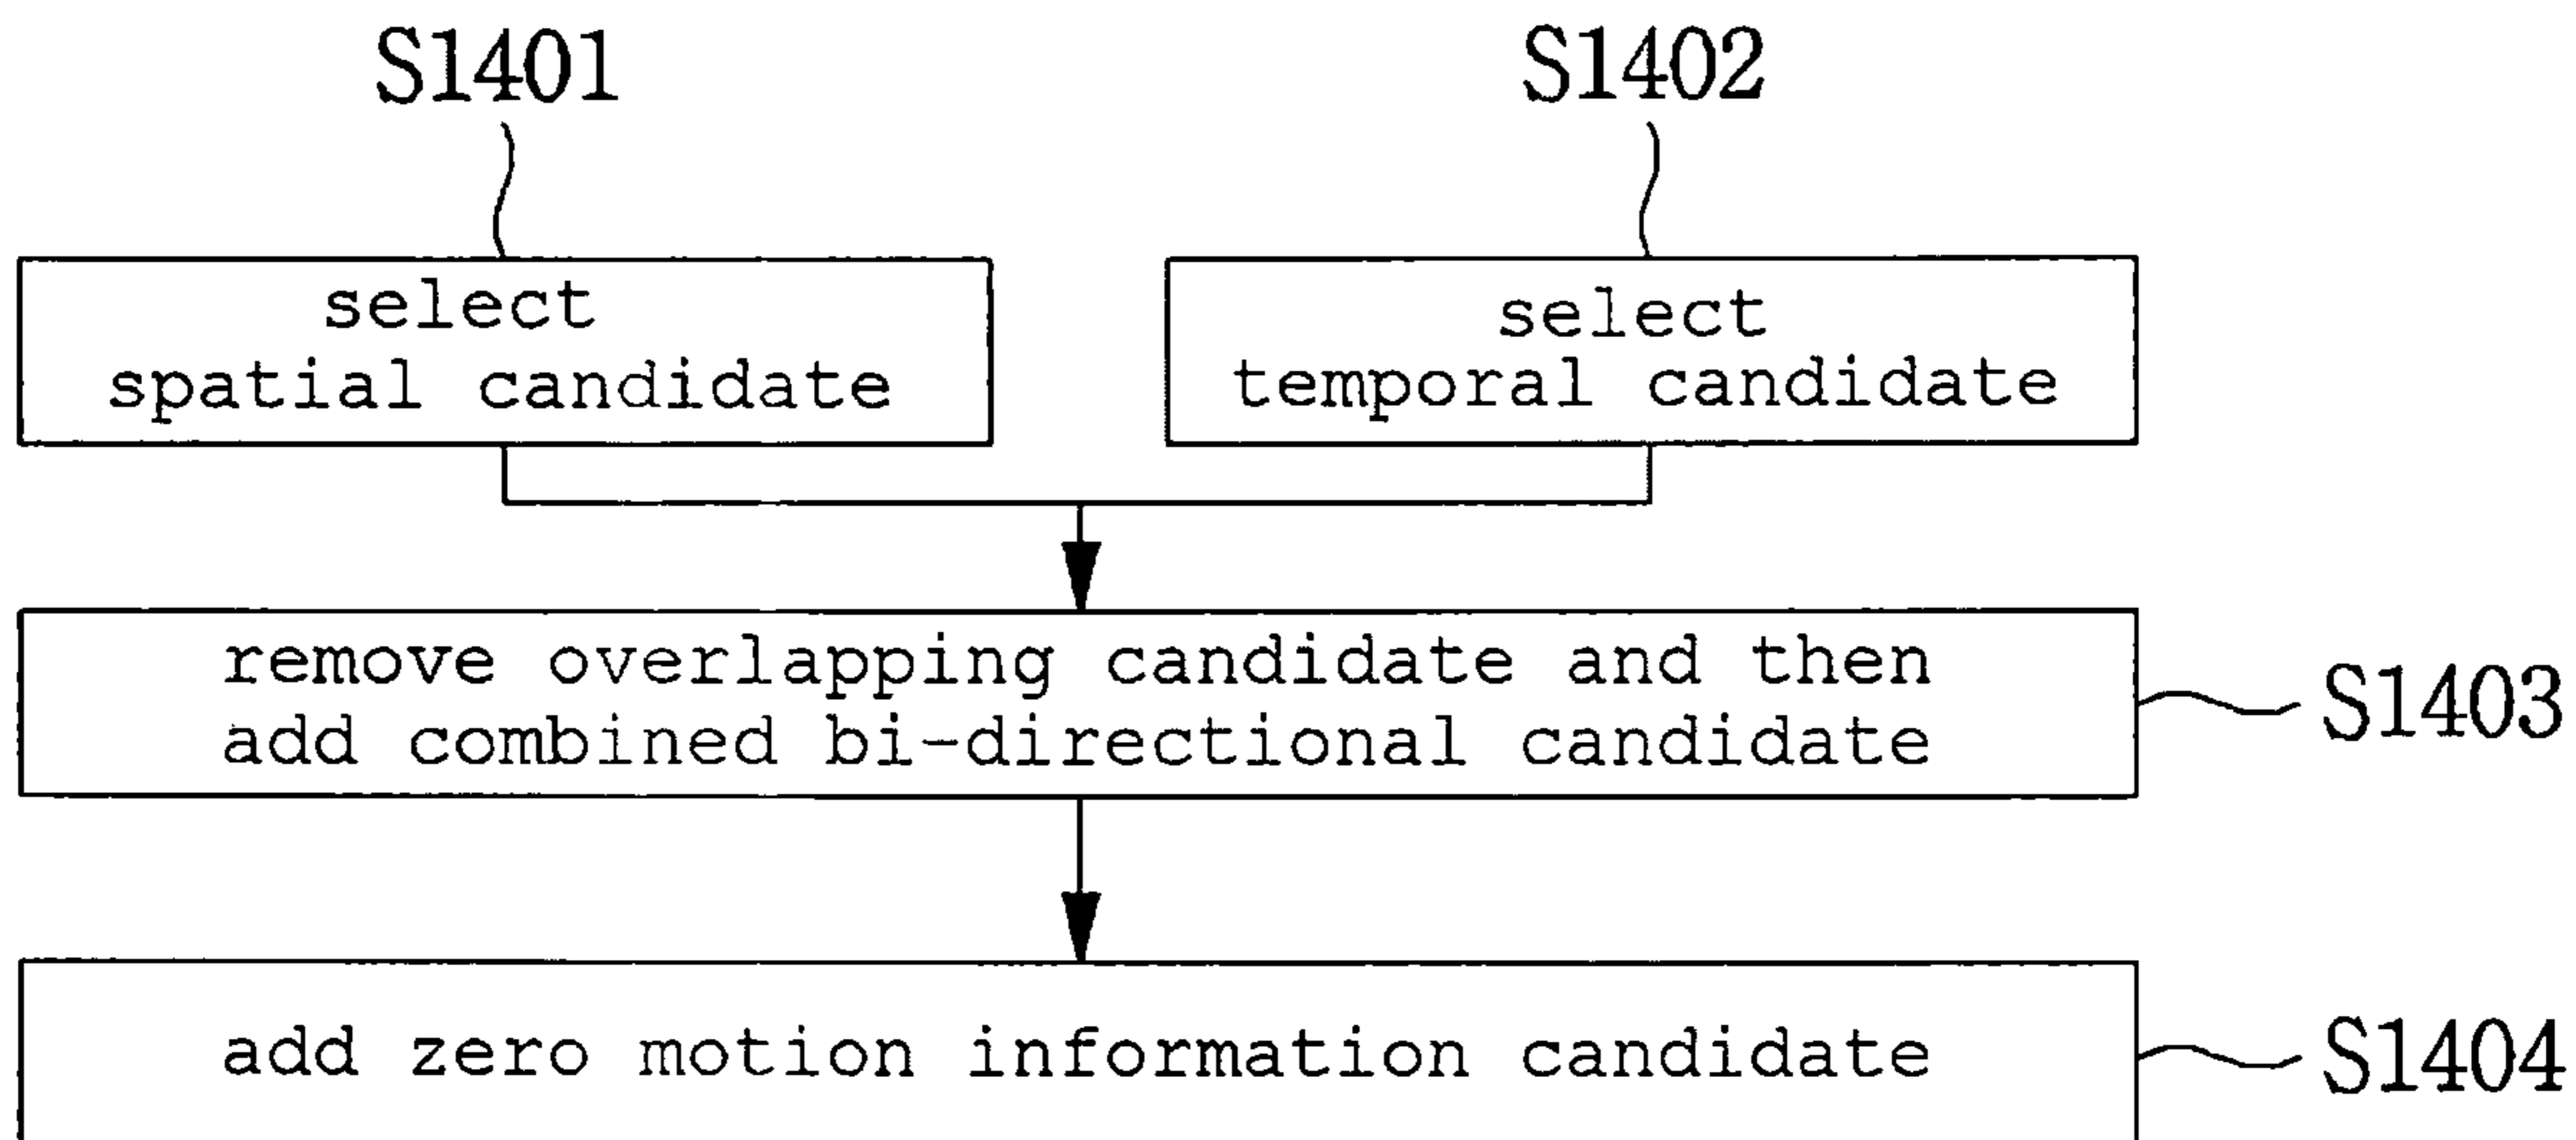 S1401
S1402
select
spatial candidate
select
temporal candidate
remove overlapping candidate and then
add combined bi-directional candidate
S1403
add zero motion information candidate
S1404